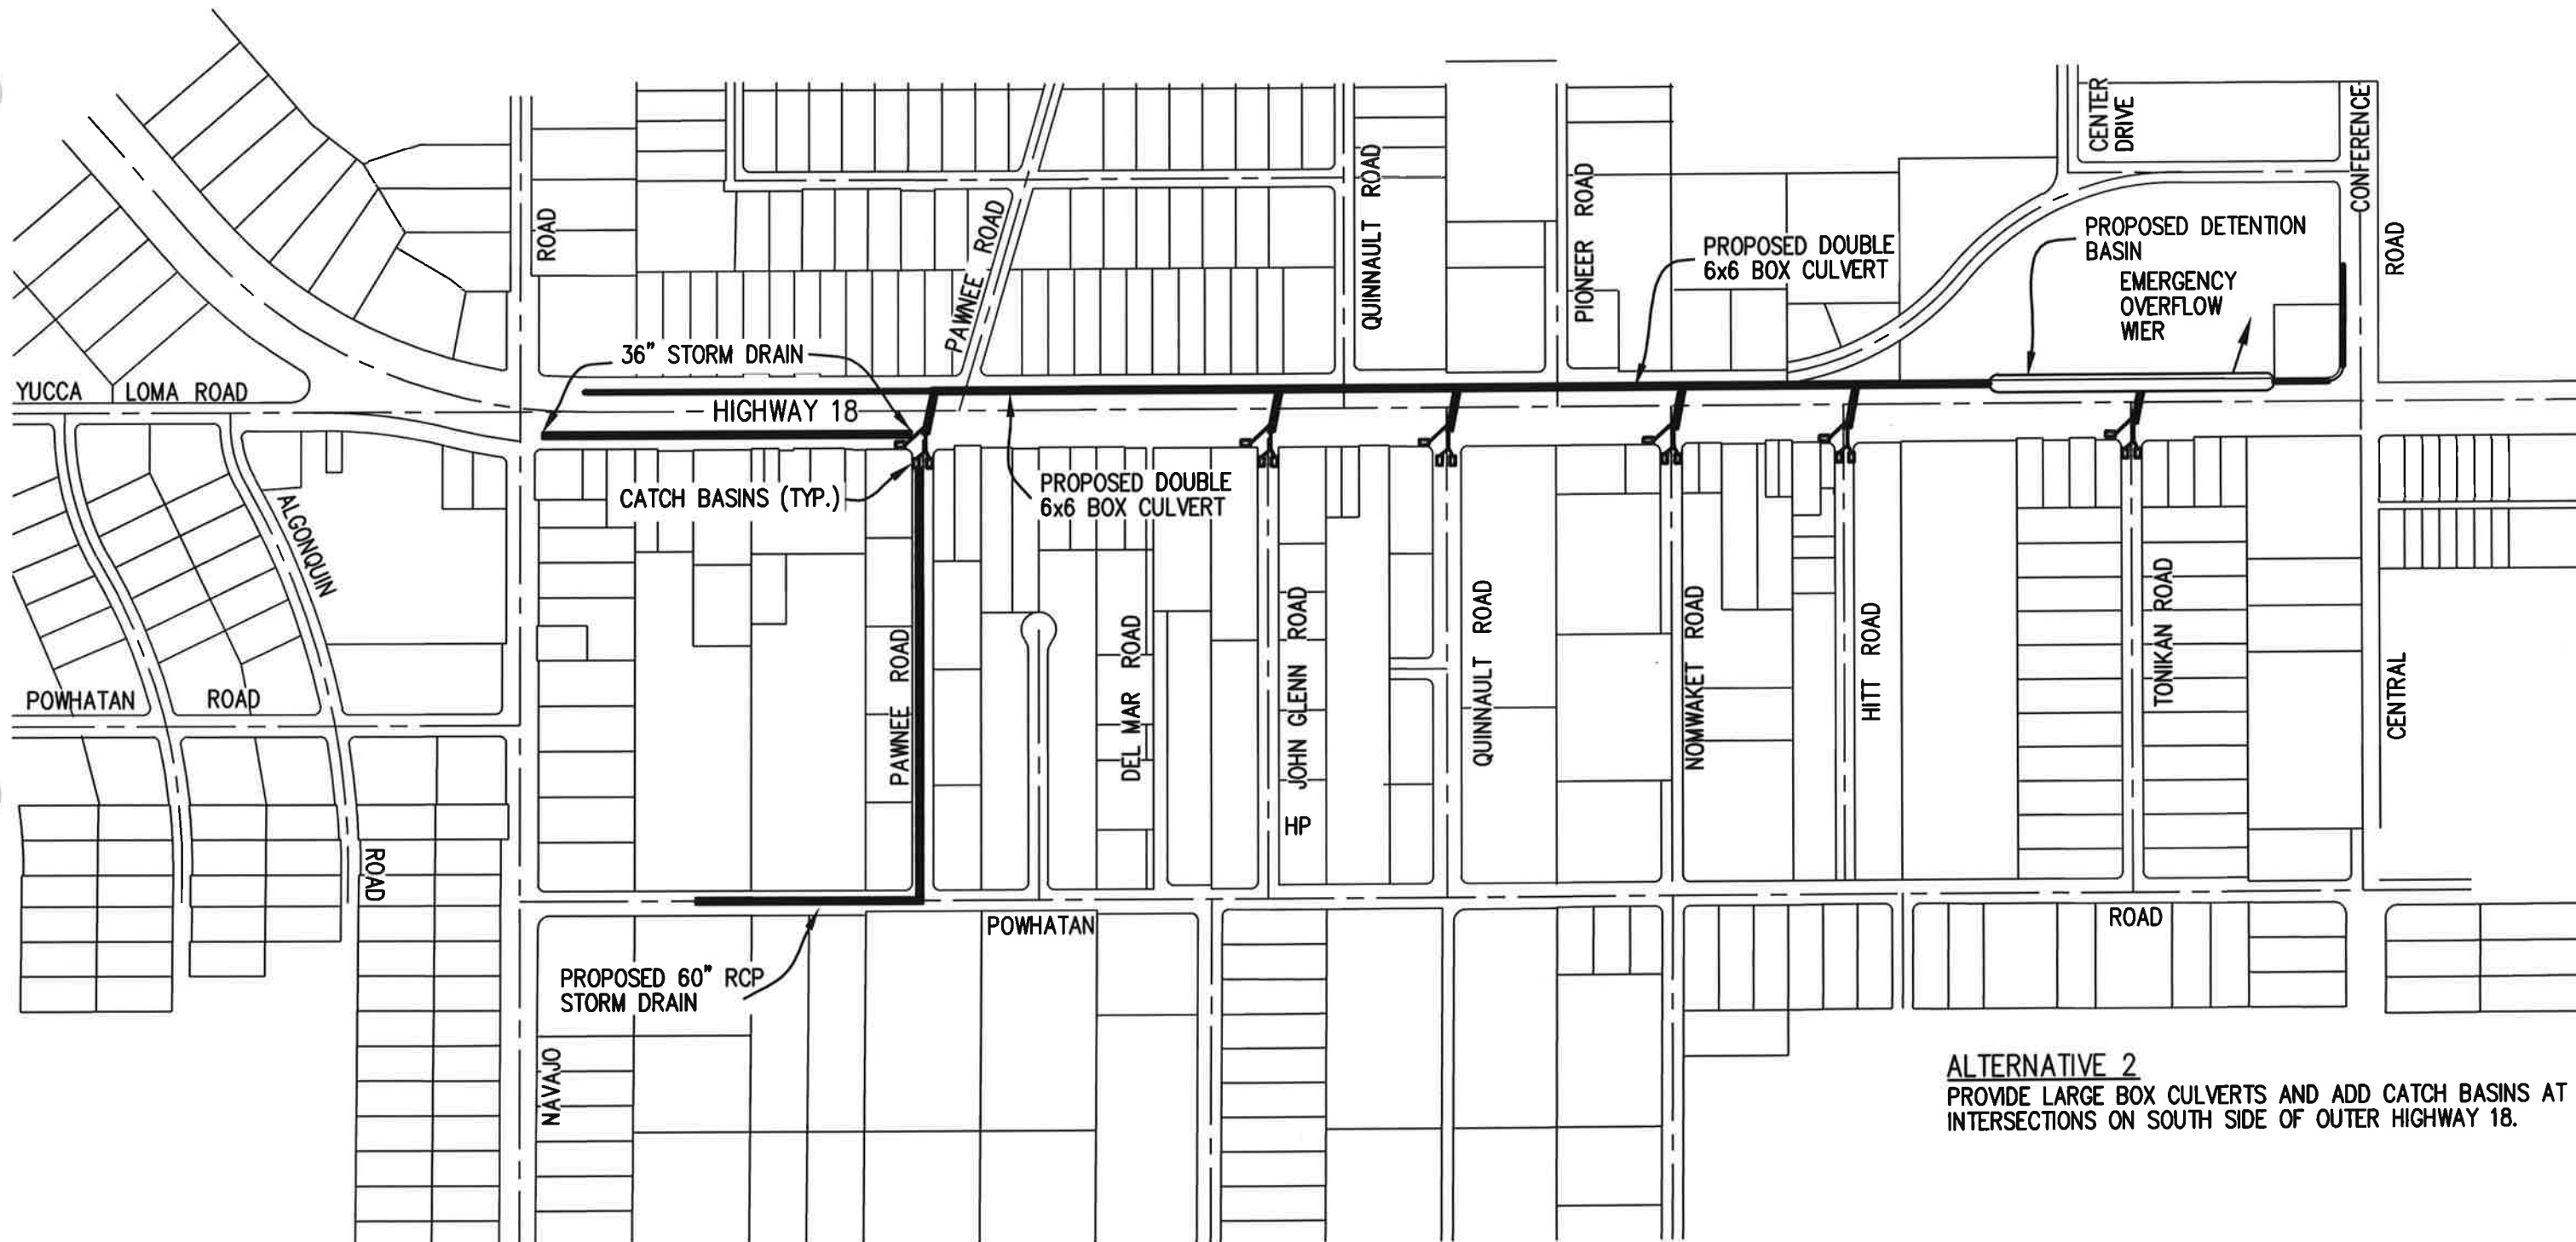 CENTER
DRIVE
CONFERENCE
ROAD
ROAD
PAWNEE ROAD
QUINNAULT ROAD
PIONEER ROAD
PROPOSED DOUBLE
6x6 BOX CULVERT
PROPOSED DETENTION
BASIN
EMERGENCY
OVERFLOW
WIER
36" STORM DRAIN
YUCCA LOMA ROAD
HIGHWAY 18
CATCH BASINS (TYP.)
PROPOSED DOUBLE
6x6 BOX CULVERT
ALGONQUIN
ROAD
POWHATAN ROAD
PAWNEE ROAD
DEL MAR ROAD
JOHN GLENN ROAD
HP
QUINNAULT ROAD
NOMWAKET ROAD
HITT ROAD
TONIKAN ROAD
CENTRAL
POWHATAN
ROAD
PROPOSED 60" RCP
STORM DRAIN
NAVAJO
ALTERNATIVE 2
PROVIDE LARGE BOX CULVERTS AND ADD CATCH BASINS AT
INTERSECTIONS ON SOUTH SIDE OF OUTER HIGHWAY 18.